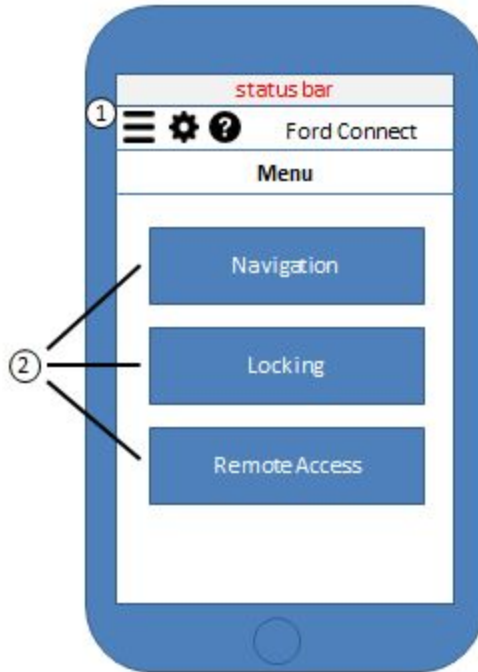 status bar
1
? Ford Connect
Menu
Navigation
2
Locking
Remote Access